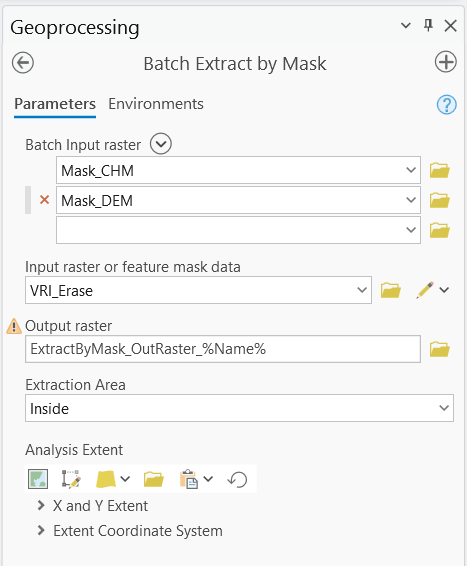 Geoprocessing
Batch Extract by Mask
Parameters Environments
Batch Input raster
Mask_CHM
Mask_DEM
Input raster or feature mask data
VRI_Erase
Output raster
ExtractByMask_OutRaster_%Name%
Extraction Area
Inside
Analysis Extent
X and Y Extent
Extent Coordinate System